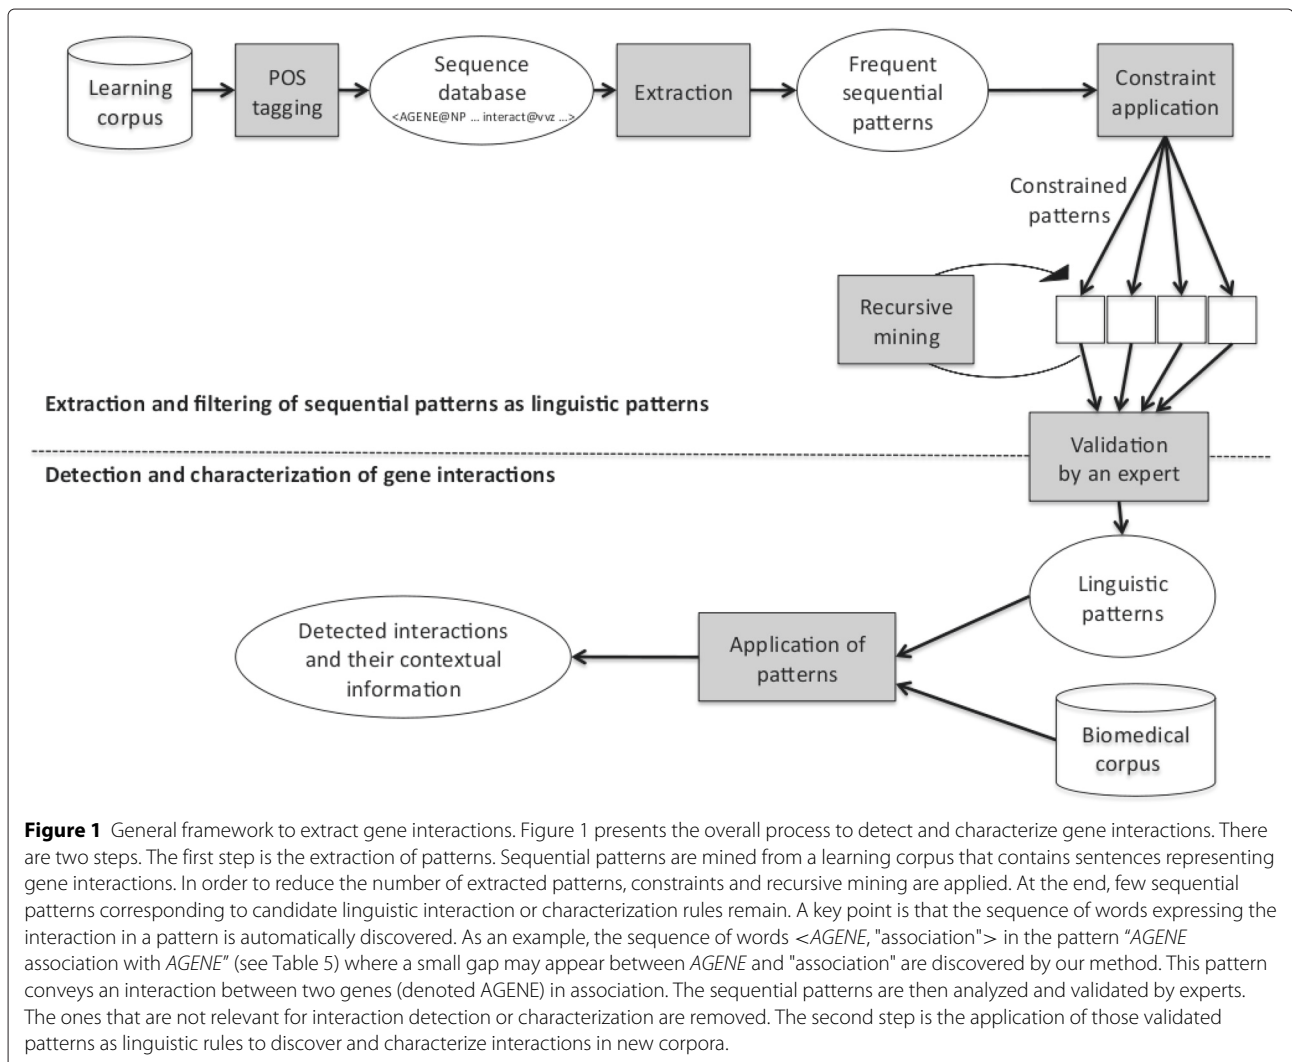 Learning
corpus
POS
tagging
Sequence
database
<AGENE@NP ... interact@vvz ...>
Extraction
Frequent
sequential
patterns
Constraint
application
Constrained
patterns
Recursive
mining
Extraction and filtering of sequential patterns as linguistic patterns
Validation
by an expert
Detection and characterization of gene interactions
Linguistic
patterns
Detected interactions
and their contextual
information
Application of
patterns
Biomedical
corpus
Figure 1 General framework to extract gene interactions. Figure 1 presents the overall process to detect and characterize gene interactions. There
are two steps. The first step is the extraction of patterns. Sequential patterns are mined from a learning corpus that contains sentences representing
gene interactions. In order to reduce the number of extracted patterns, constraints and recursive mining are applied. At the end, few sequential
patterns corresponding to candidate linguistic interaction or characterization rules remain. A key point is that the sequence of words expressing the
interaction in a pattern is automatically discovered. As an example, the sequence of words <AGENE, "association"> in the pattern “AGENE
association with AGENE” (see Table 5) where a small gap may appear between AGENE and "association" are discovered by our method. This pattern
conveys an interaction between two genes (denoted AGENE) in association. The sequential patterns are then analyzed and validated by experts.
The ones that are not relevant for interaction detection or characterization are removed. The second step is the application of those validated
patterns as linguistic rules to discover and characterize interactions in new corpora.